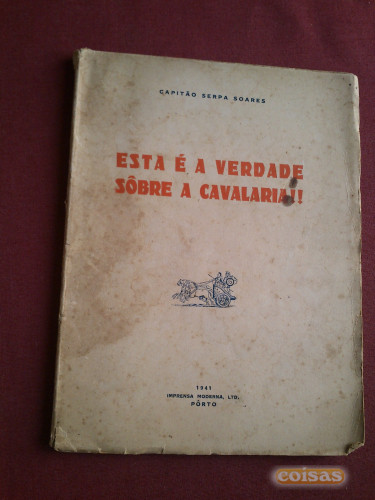 CAPITÃO SERPA SOARES
ESTA É A VERDADE
SÔBRE A CAVALARIA!!
1941
IMPRENSA MODERNA, LTD.
PÔRTO
coisas